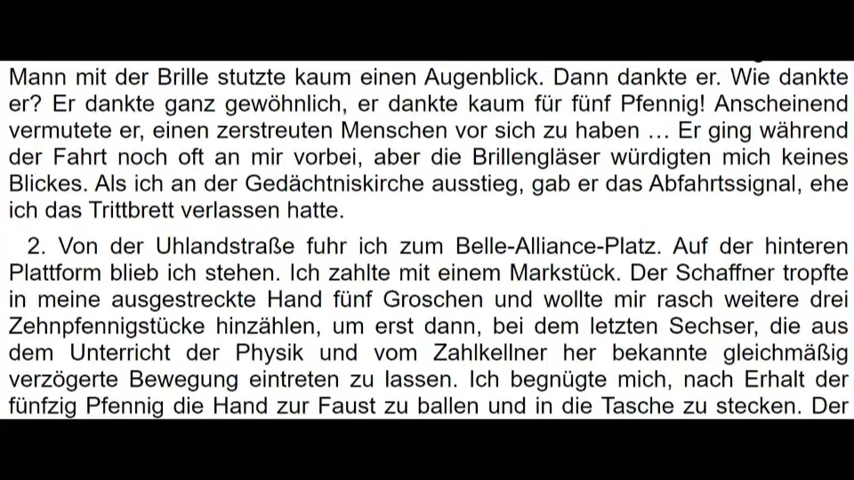 Mann mit der Brille stutzte kaum einen Augenblick. Dann dankte er. Wie dankte
er? Er dankte ganz gewöhnlich, er dankte kaum für fünf Pfennig! Anscheinend
vermutete er, einen zerstreuten Menschen vor sich zu haben … Er ging während
der Fahrt noch oft an mir vorbei, aber die Brillengläser würdigten mich keines
Blickes. Als ich an der Gedächtniskirche ausstieg, gab er das Abfahrtssignal, ehe
ich das Trittbrett verlassen hatte.
2. Von der Uhlandstraße fuhr ich zum Belle-Alliance-Platz. Auf der hinteren
Plattform blieb ich stehen. Ich zahlte mit einem Markstück. Der Schaffner tropfte
in meine ausgestreckte Hand fünf Groschen und wollte mir rasch weitere drei
Zehnpfennigstücke hinzählen, um erst dann, bei dem letzten Sechser, die aus
dem Unterricht der Physik und vom Zahlkellner her bekannte gleichmäßig
verzögerte Bewegung eintreten zu lassen. Ich begnügte mich, nach Erhalt der
fünfzig Pfennig die Hand zur Faust zu ballen und in die Tasche zu stecken. Der